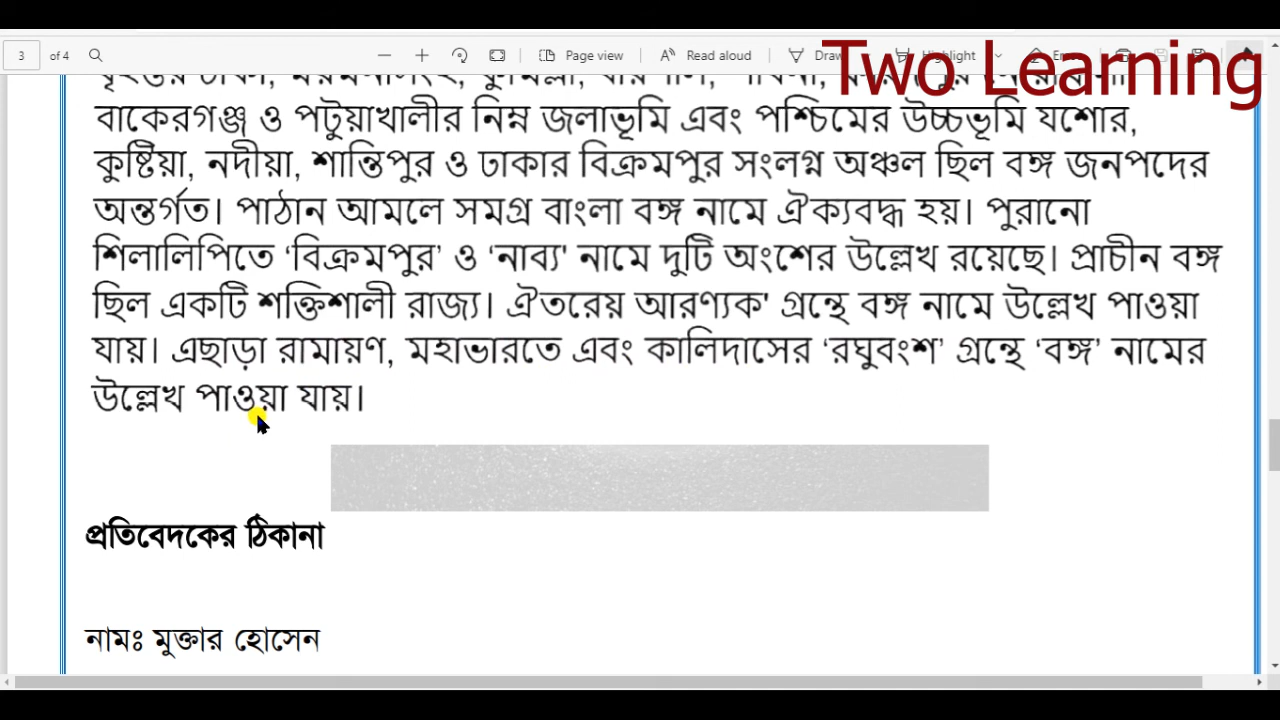 3 of 4 Page view Read aloud Draw Highlight
Two Learning
বাকেরগঞ্জ ও পটুয়াখালীর নিম্ন জলাভূমি এবং পশ্চিমের উচ্চভূমি যশোর,
কুষ্টিয়া, নদীয়া, শান্তিপুর ও ঢাকার বিক্রমপুর সংলগ্ন অঞ্চল ছিল বঙ্গ জনপদের
অন্তর্গত। পাঠান আমলে সমগ্র বাংলা বঙ্গ নামে ঐক্যবদ্ধ হয়। পুরানো
শিলালিপিতে ‘বিক্রমপুর’ ও ‘নাব্য' নামে দুটি অংশের উল্লেখ রয়েছে। প্রাচীন বঙ্গ
ছিল একটি শক্তিশালী রাজ্য। ঐতরেয় আরণ্যক' গ্রন্থে বঙ্গ নামে উল্লেখ পাওয়া
যায়। এছাড়া রামায়ণ, মহাভারতে এবং কালিদাসের ‘রঘুবংশ’ গ্রন্থে ‘বঙ্গ’ নামের
উল্লেখ পাওয়া যায়।
প্রতিবেদকের ঠিকানা
নামঃ মুক্তার হোসেন